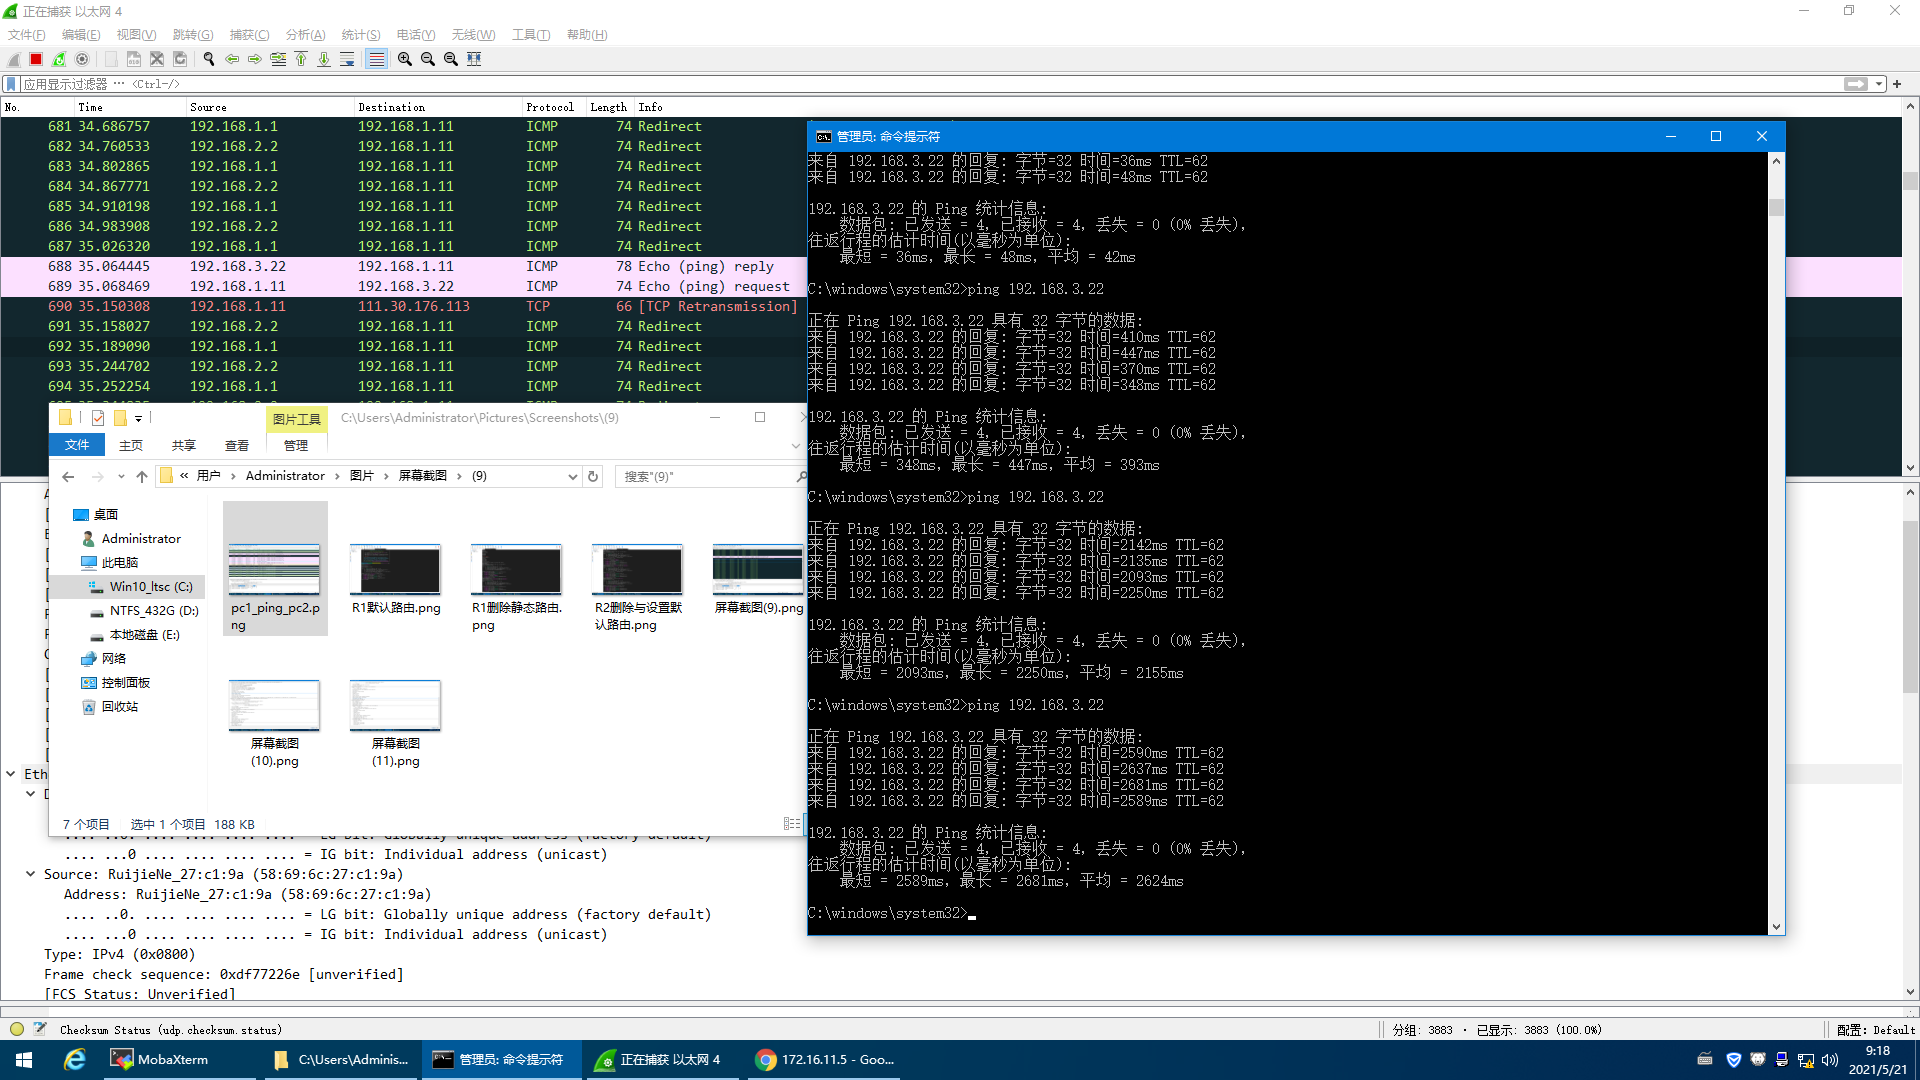 正在捕获 以太网 4
文件(F) 编辑(E) 视图(V) 跳转(G) 捕获(C) 分析(A) 统计(S) 电话(Y) 无线(W) 工具(T) 帮助(H)
应用显示过滤器 … <Ctrl-/>
No. Time Source Destination Protocol Length Info
681 34.686757 192.168.1.1 192.168.1.11 ICMP 74 Redirect
682 34.760533 192.168.2.2 192.168.1.11 ICMP 74 Redirect
683 34.802865 192.168.1.1 192.168.1.11 ICMP 74 Redirect
684 34.867771 192.168.2.2 192.168.1.11 ICMP 74 Redirect
685 34.910198 192.168.1.1 192.168.1.11 ICMP 74 Redirect
686 34.983908 192.168.2.2 192.168.1.11 ICMP 74 Redirect
687 35.026320 192.168.1.1 192.168.1.11 ICMP 74 Redirect
688 35.064445 192.168.3.22 192.168.1.11 ICMP 78 Echo (ping) reply
689 35.068469 192.168.1.11 192.168.3.22 ICMP 74 Echo (ping) request
690 35.150308 192.168.1.11 111.30.176.113 TCP 66 [TCP Retransmission]
691 35.158027 192.168.2.2 192.168.1.11 ICMP 74 Redirect
692 35.189090 192.168.1.1 192.168.1.11 ICMP 74 Redirect
693 35.244702 192.168.2.2 192.168.1.11 ICMP 74 Redirect
694 35.252254 192.168.1.1 192.168.1.11 ICMP 74 Redirect
图片工具 C:\Users\Administrator\Pictures\Screenshots\(9)
文件 主页 共享 查看 管理
« 用户 › Administrator › 图片 › 屏幕截图 › (9)
搜索"(9)"
桌面
Administrator
此电脑
Win10_ltsc (C:)
NTFS_432G (D:)
本地磁盘 (E:)
网络
控制面板
回收站
pc1_ping_pc2.png
R1默认路由.png
R1删除静态路由.png
R2删除与设置默认路由.png
屏幕截图(9).png
屏幕截图(10).png
屏幕截图(11).png
7 个项目 选中 1 个项目 188 KB
Eth
.... ..0. .... .... .... .... = LG bit: Globally unique address (factory default)
.... ...0 .... .... .... .... = IG bit: Individual address (unicast)
Source: RuijieNe_27:c1:9a (58:69:6c:27:c1:9a)
Address: RuijieNe_27:c1:9a (58:69:6c:27:c1:9a)
.... ..0. .... .... .... .... = LG bit: Globally unique address (factory default)
.... ...0 .... .... .... .... = IG bit: Individual address (unicast)
Type: IPv4 (0x0800)
Frame check sequence: 0xdf77226e [unverified]
[FCS Status: Unverified]
管理员: 命令提示符
来自 192.168.3.22 的回复: 字节=32 时间=36ms TTL=62
来自 192.168.3.22 的回复: 字节=32 时间=48ms TTL=62
192.168.3.22 的 Ping 统计信息:
数据包: 已发送 = 4，已接收 = 4，丢失 = 0 (0% 丢失)，
往返行程的估计时间(以毫秒为单位):
最短 = 36ms，最长 = 48ms，平均 = 42ms
C:\windows\system32>ping 192.168.3.22
正在 Ping 192.168.3.22 具有 32 字节的数据:
来自 192.168.3.22 的回复: 字节=32 时间=410ms TTL=62
来自 192.168.3.22 的回复: 字节=32 时间=447ms TTL=62
来自 192.168.3.22 的回复: 字节=32 时间=370ms TTL=62
来自 192.168.3.22 的回复: 字节=32 时间=348ms TTL=62
192.168.3.22 的 Ping 统计信息:
数据包: 已发送 = 4，已接收 = 4，丢失 = 0 (0% 丢失)，
往返行程的估计时间(以毫秒为单位):
最短 = 348ms，最长 = 447ms，平均 = 393ms
C:\windows\system32>ping 192.168.3.22
正在 Ping 192.168.3.22 具有 32 字节的数据:
来自 192.168.3.22 的回复: 字节=32 时间=2142ms TTL=62
来自 192.168.3.22 的回复: 字节=32 时间=2135ms TTL=62
来自 192.168.3.22 的回复: 字节=32 时间=2093ms TTL=62
来自 192.168.3.22 的回复: 字节=32 时间=2250ms TTL=62
192.168.3.22 的 Ping 统计信息:
数据包: 已发送 = 4，已接收 = 4，丢失 = 0 (0% 丢失)，
往返行程的估计时间(以毫秒为单位):
最短 = 2093ms，最长 = 2250ms，平均 = 2155ms
C:\windows\system32>ping 192.168.3.22
正在 Ping 192.168.3.22 具有 32 字节的数据:
来自 192.168.3.22 的回复: 字节=32 时间=2590ms TTL=62
来自 192.168.3.22 的回复: 字节=32 时间=2637ms TTL=62
来自 192.168.3.22 的回复: 字节=32 时间=2681ms TTL=62
来自 192.168.3.22 的回复: 字节=32 时间=2589ms TTL=62
192.168.3.22 的 Ping 统计信息:
数据包: 已发送 = 4，已接收 = 4，丢失 = 0 (0% 丢失)，
往返行程的估计时间(以毫秒为单位):
最短 = 2589ms，最长 = 2681ms，平均 = 2624ms
C:\windows\system32>
Checksum Status (udp.checksum.status) 分组: 3883 · 已显示: 3883 (100.0%) 配置: Default
MobaXterm C:\Users\Adminis... 管理员: 命令提示符 正在捕获 以太网 4 172.16.11.5 - Goo...
9:18
2021/5/21